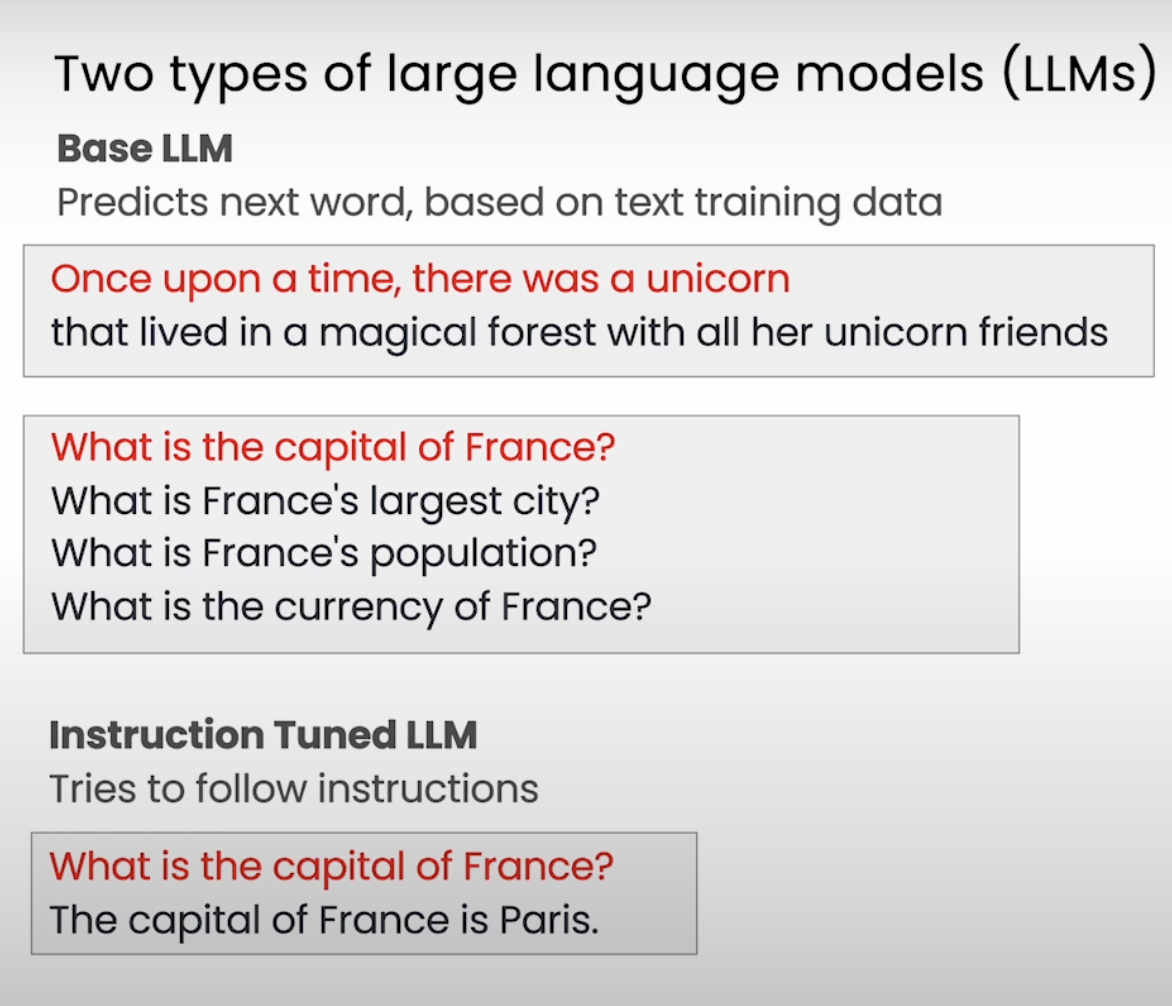 Two types of large language models (LLMs)
Base LLM
Predicts next word, based on text training data
Once upon a time, there was a unicorn
that lived in a magical forest with all her unicorn friends
What is the capital of France?
What is France's largest city?
What is France's population?
What is the currency of France?
Instruction Tuned LLM
Tries to follow instructions
What is the capital of France?
The capital of France is Paris.